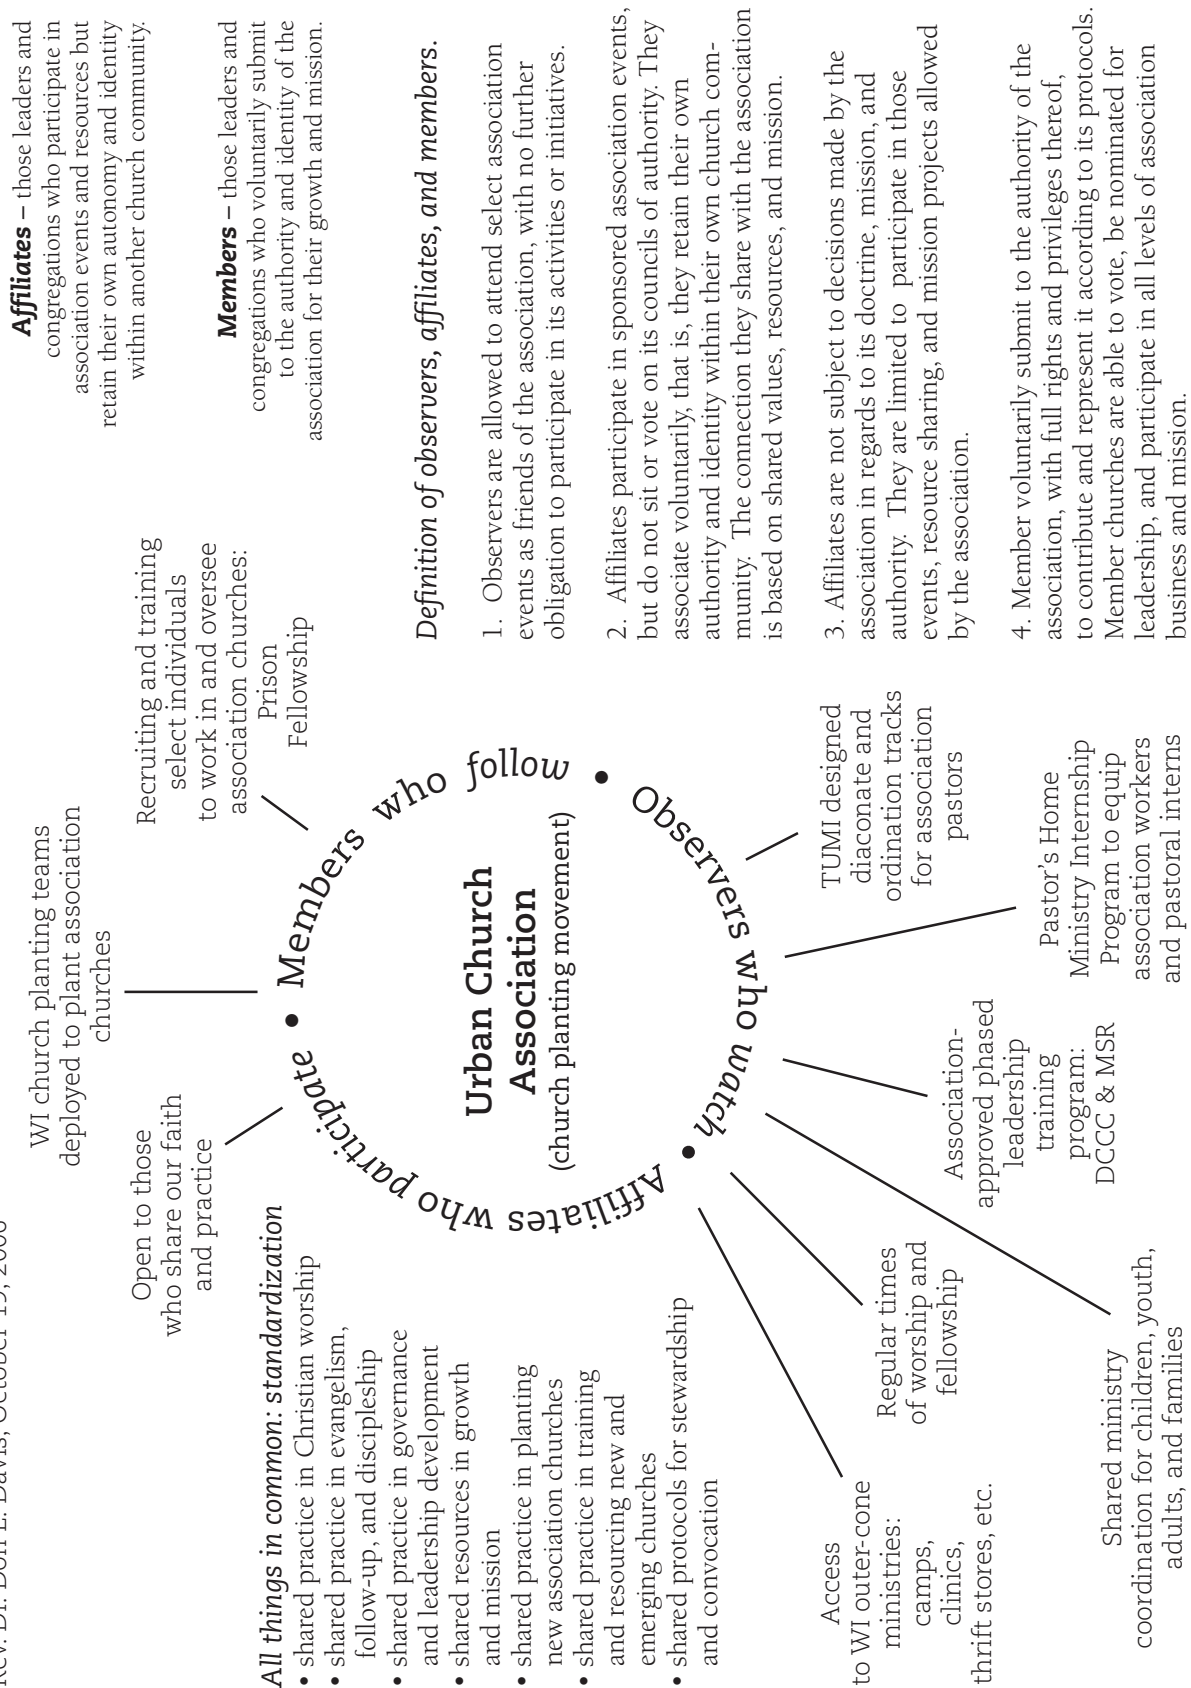 Rev. Dr. Don L. Davis, October
WI church planting teams
deployed to plant association
churches
Open to those
who share our faith
and practice
Recruiting and training
select individuals
to work in and oversee
association churches:
Prison
Fellowship
Affiliates – those leaders and
congregations who participate in
association events and resources but
retain their own autonomy and identity
within another church community.
Members – those leaders and
congregations who voluntarily submit
to the authority and identity of the
association for their growth and mission.
All things in common: standardization
• shared practice in Christian worship
• shared practice in evangelism,
follow-up, and discipleship
• shared practice in governance
and leadership development
• shared resources in growth
and mission
• shared practice in planting
new association churches
• shared practice in training
and resourcing new and
emerging churches
• shared protocols for stewardship
and convocation
Affiliates who participate • Members who follow • Observers who watch •
Urban Church
Association
(church planting movement)
Definition of observers, affiliates, and members.
1. Observers are allowed to attend select association
events as friends of the association, with no further
obligation to participate in its activities or initiatives.
2. Affiliates participate in sponsored association events,
but do not sit or vote on its councils of authority. They
associate voluntarily, that is, they retain their own
authority and identity within their own church com-
munity. The connection they share with the association
is based on shared values, resources, and mission.
3. Affiliates are not subject to decisions made by the
association in regards to its doctrine, mission, and
authority. They are limited to participate in those
events, resource sharing, and mission projects allowed
by the association.
4. Member voluntarily submit to the authority of the
association, with full rights and privileges thereof,
to contribute and represent it according to its protocols.
Member churches are able to vote, be nominated for
leadership, and participate in all levels of association
business and mission.
Access
to WI outer-cone
ministries:
camps,
clinics,
thrift stores, etc.
Regular times
of worship and
fellowship
Shared ministry
coordination for children, youth,
adults, and families
Association-
approved phased
leadership
training
program:
DCCC & MSR
Pastor's Home
Ministry Internship
Program to equip
association workers
and pastoral interns
TUMI designed
diaconate and
ordination tracks
for association
pastors